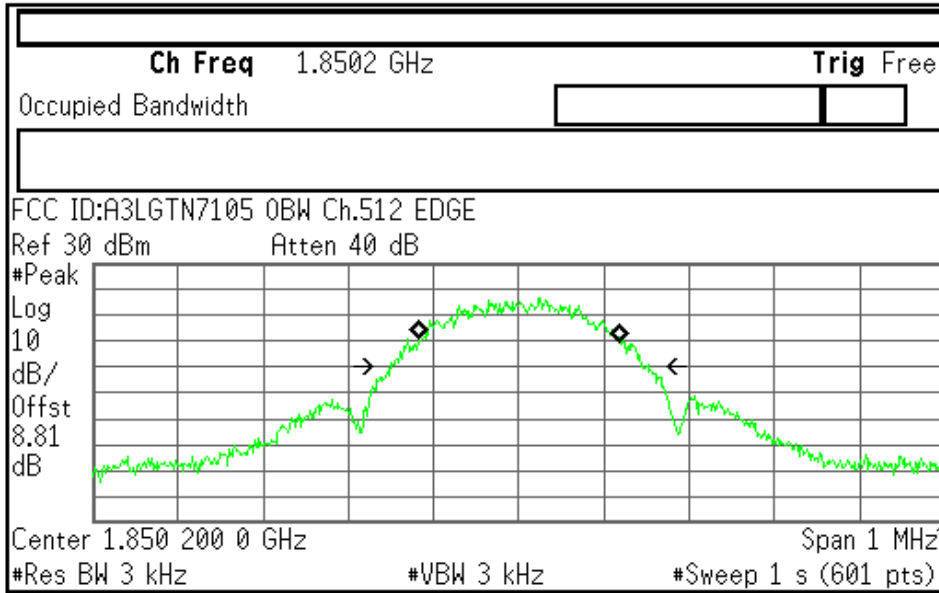 Ch Freq 1.8502 GHz Trig Free
Occupied Bandwidth
FCC ID:A3LGTN7105 OBW Ch.512 EDGE
Ref 30 dBm Atten 40 dB
#Peak
Log
10
dB/
Offst
8.81
dB
Center 1.850 200 0 GHz Span 1 MHz
#Res BW 3 kHz #VBW 3 kHz #Sweep 1 s (601 pts)